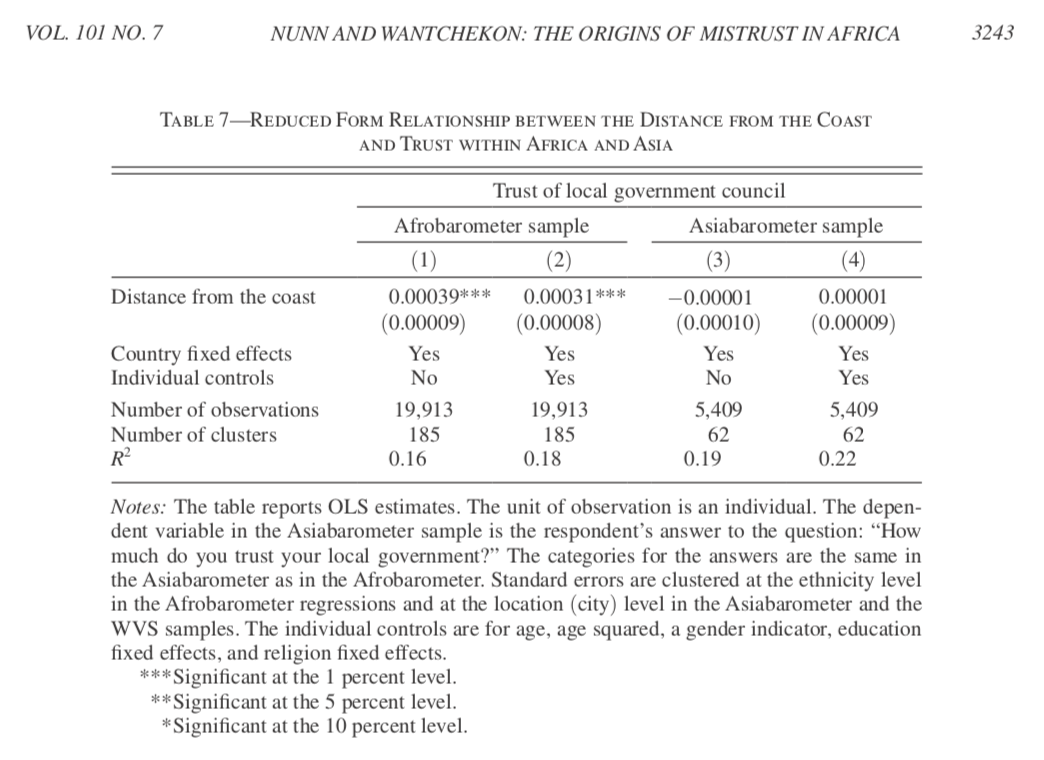 VOL. 101 NO. 7 NUNN AND WANTCHEKON: THE ORIGINS OF MISTRUST IN AFRICA 3243
TABLE 7—REDUCED FORM RELATIONSHIP BETWEEN THE DISTANCE FROM THE COAST
AND TRUST WITHIN AFRICA AND ASIA
Trust of local government council
Afrobarometer sample Asiabarometer sample
(1) (2) (3) (4)
Distance from the coast 0.00039*** 0.00031*** −0.00001 0.00001
(0.00009) (0.00008) (0.00010) (0.00009)
Country fixed effects Yes Yes Yes Yes
Individual controls No Yes No Yes
Number of observations 19,913 19,913 5,409 5,409
Number of clusters 185 185 62 62
R² 0.16 0.18 0.19 0.22
Notes: The table reports OLS estimates. The unit of observation is an individual. The depen-
dent variable in the Asiabarometer sample is the respondent's answer to the question: “How
much do you trust your local government?” The categories for the answers are the same in
the Asiabarometer as in the Afrobarometer. Standard errors are clustered at the ethnicity level
in the Afrobarometer regressions and at the location (city) level in the Asiabarometer and the
WVS samples. The individual controls are for age, age squared, a gender indicator, education
fixed effects, and religion fixed effects.
***Significant at the 1 percent level.
**Significant at the 5 percent level.
*Significant at the 10 percent level.